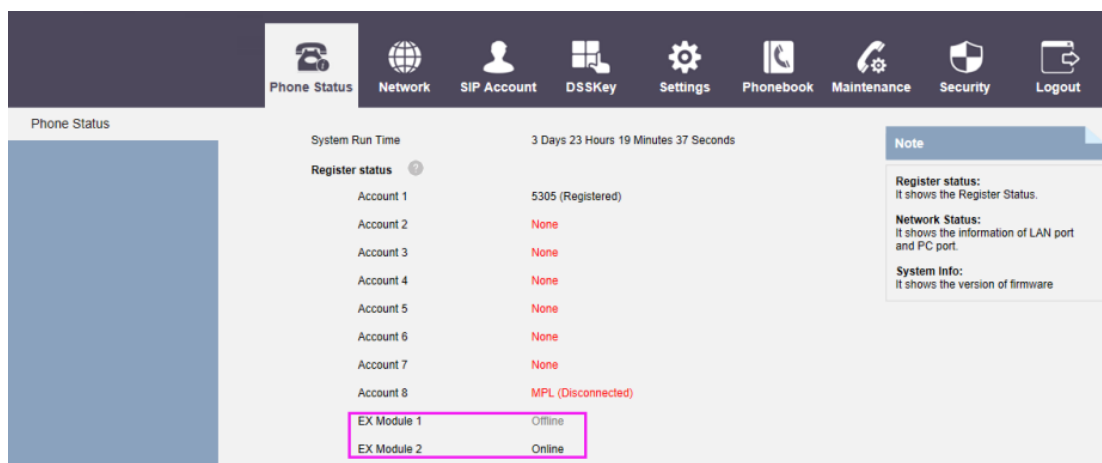 Phone Status Network SIP Account DSSKey Settings Phonebook Maintenance Security Logout
Phone Status
System Run Time 3 Days 23 Hours 19 Minutes 37 Seconds
Register status ?
Account 1 5305 (Registered)
Account 2 None
Account 3 None
Account 4 None
Account 5 None
Account 6 None
Account 7 None
Account 8 MPL (Disconnected)
EX Module 1 Offline
EX Module 2 Online
Note
Register status:
It shows the Register Status.
Network Status:
It shows the information of LAN port
and PC port.
System Info:
It shows the version of firmware